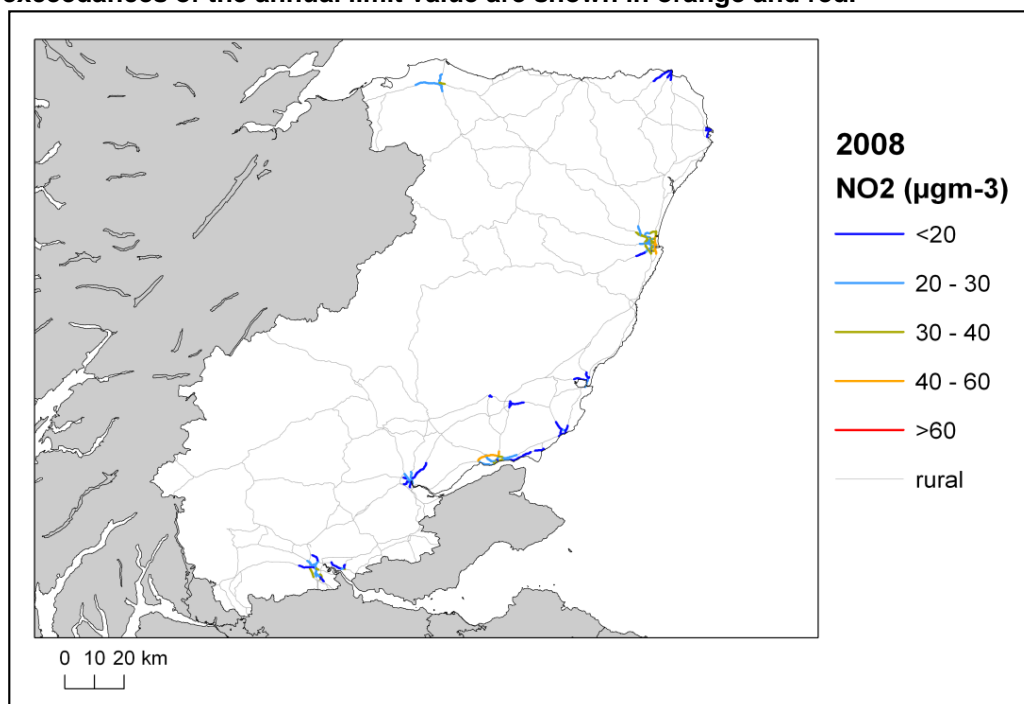 exceedances of the annual limit value are shown in orange and red.
2008
NO2 (µgm-3)
<20
20 - 30
30 - 40
40 - 60
>60
rural
0 10 20 km